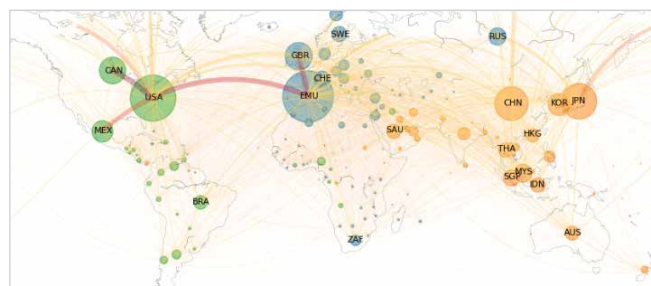 SWE
RUS
GBR
CAN
CHE
USA
EMU
CHN
KOR
JPN
MEX
SAU
HKG
THA
MYS
SGP
IDN
BRA
AUS
ZAF